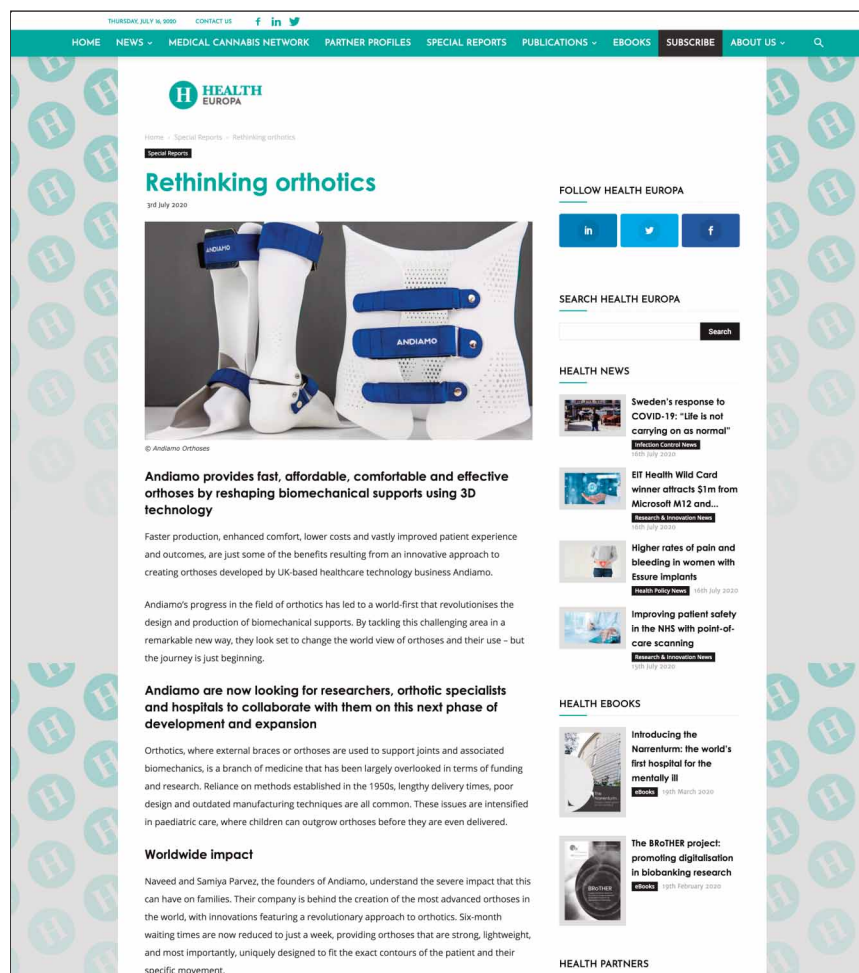 THURSDAY, JULY 16, 2020
CONTACT US
HOME
NEWS
MEDICAL CANNABIS NETWORK
PARTNER PROFILES
SPECIAL REPORTS
PUBLICATIONS
EBOOKS
SUBSCRIBE
ABOUT US
H HEALTH
EUROPA
Home
Special Reports
Rethinking orthotics
Special Reports
Rethinking orthotics
3rd July 2020
ANDIAMO
ANDIAMO
© Andiamo Orthoses
Andiamo provides fast, affordable, comfortable and effective
orthoses by reshaping biomechanical supports using 3D
technology
Faster production, enhanced comfort, lower costs and vastly improved patient experience
and outcomes, are just some of the benefits resulting from an innovative approach to
creating orthoses developed by UK-based healthcare technology business Andiamo.
Andiamo's progress in the field of orthotics has led to a world-first that revolutionises the
design and production of biomechanical supports. By tackling this challenging area in a
remarkable new way, they look set to change the world view of orthoses and their use – but
the journey is just beginning.
Andiamo are now looking for researchers, orthotic specialists
and hospitals to collaborate with them on this next phase of
development and expansion
Orthotics, where external braces or orthoses are used to support joints and associated
biomechanics, is a branch of medicine that has been largely overlooked in terms of funding
and research. Reliance on methods established in the 1950s, lengthy delivery times, poor
design and outdated manufacturing techniques are all common. These issues are intensified
in paediatric care, where children can outgrow orthoses before they are even delivered.
Worldwide impact
Naveed and Samiya Parvez, the founders of Andiamo, understand the severe impact that this
can have on families. Their company is behind the creation of the most advanced orthoses in
the world, with innovations featuring a revolutionary approach to orthotics. Six-month
waiting times are now reduced to just a week, providing orthoses that are strong, lightweight,
and most importantly, uniquely designed to fit the exact contours of the patient and their
specific movement.
FOLLOW HEALTH EUROPA
SEARCH HEALTH EUROPA
Search
HEALTH NEWS
Sweden's response to
COVID-19: "Life is not
carrying on as normal"
Infection Control News
16th July 2020
EIT Health Wild Card
winner attracts $1m from
Microsoft M12 and...
Research & Innovation News
16th July 2020
Higher rates of pain and
bleeding in women with
Essure implants
Health Policy News 16th July 2020
Improving patient safety
in the NHS with point-of-
care scanning
Research & Innovation News
15th July 2020
HEALTH EBOOKS
Introducing the
Narrenturm: the world's
first hospital for the
mentally ill
eBooks 19th March 2020
The BRoTHER project:
promoting digitalisation
in biobanking research
eBooks 19th February 2020
BRoTHER
HEALTH PARTNERS